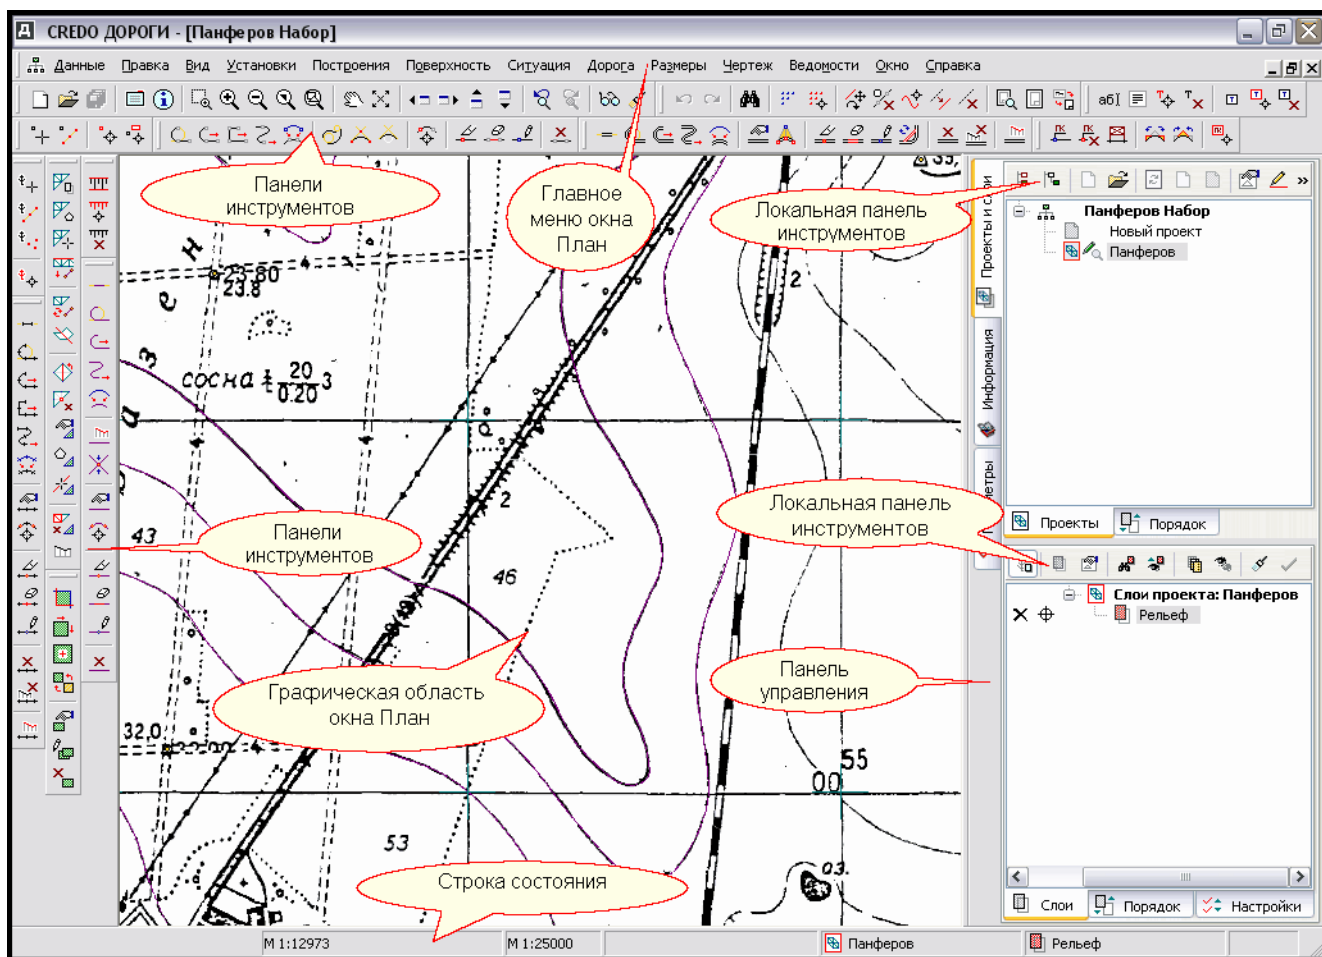 CREDO ДОРОГИ - [Панферов Набор]
Данные Правка Вид Установки Построения Поверхность Ситуация Дорога Размеры Чертеж Ведомости Окно Справка
Панели
инструментов
Главное
меню окна
План
Локальная панель
инструментов
Проекты и слои
Панферов Набор
Новый проект
Панферов
Информация
23.80
23.8
2
з
е
н
сосна 20 3
0.20
2
43
Панели
инструментов
46
Локальная панель
инструментов
Проекты Порядок
Слои проекта: Панферов
Рельеф
Графическая область
окна План
Панель
управления
32,0
55
00
53
03.
Строка состояния
Слои Порядок Настройки
М 1:12973 М 1:25000 Панферов Рельеф